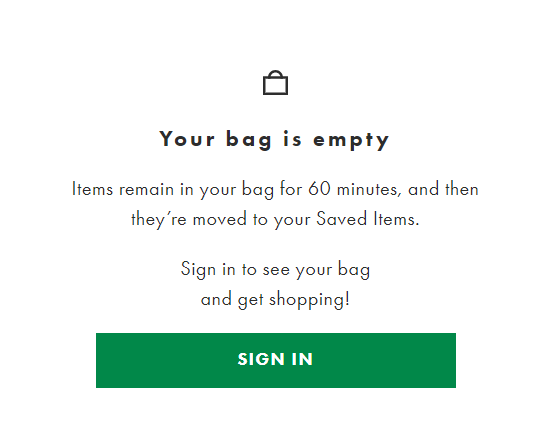 Your bag is empty
Items remain in your bag for 60 minutes, and then
they’re moved to your Saved Items.
Sign in to see your bag
and get shopping!
SIGN IN